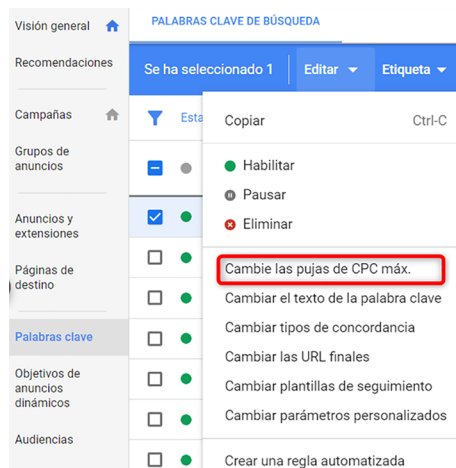 Visión general
Recomendaciones
Campañas
Grupos de
anuncios
Anuncios y
extensiones
Páginas de
destino
Palabras clave
Objetivos de
anuncios
dinámicos
Audiencias
PALABRAS CLAVE DE BÚSQUEDA
Se ha seleccionado 1
Editar
Etiqueta
Esta
Copiar
Ctrl-C
Habilitar
Pausar
Eliminar
Cambie las pujas de CPC máx.
Cambiar el texto de la palabra clave
Cambiar tipos de concordancia
Cambiar las URL finales
Cambiar plantillas de seguimiento
Cambiar parámetros personalizados
Crear una regla automatizada